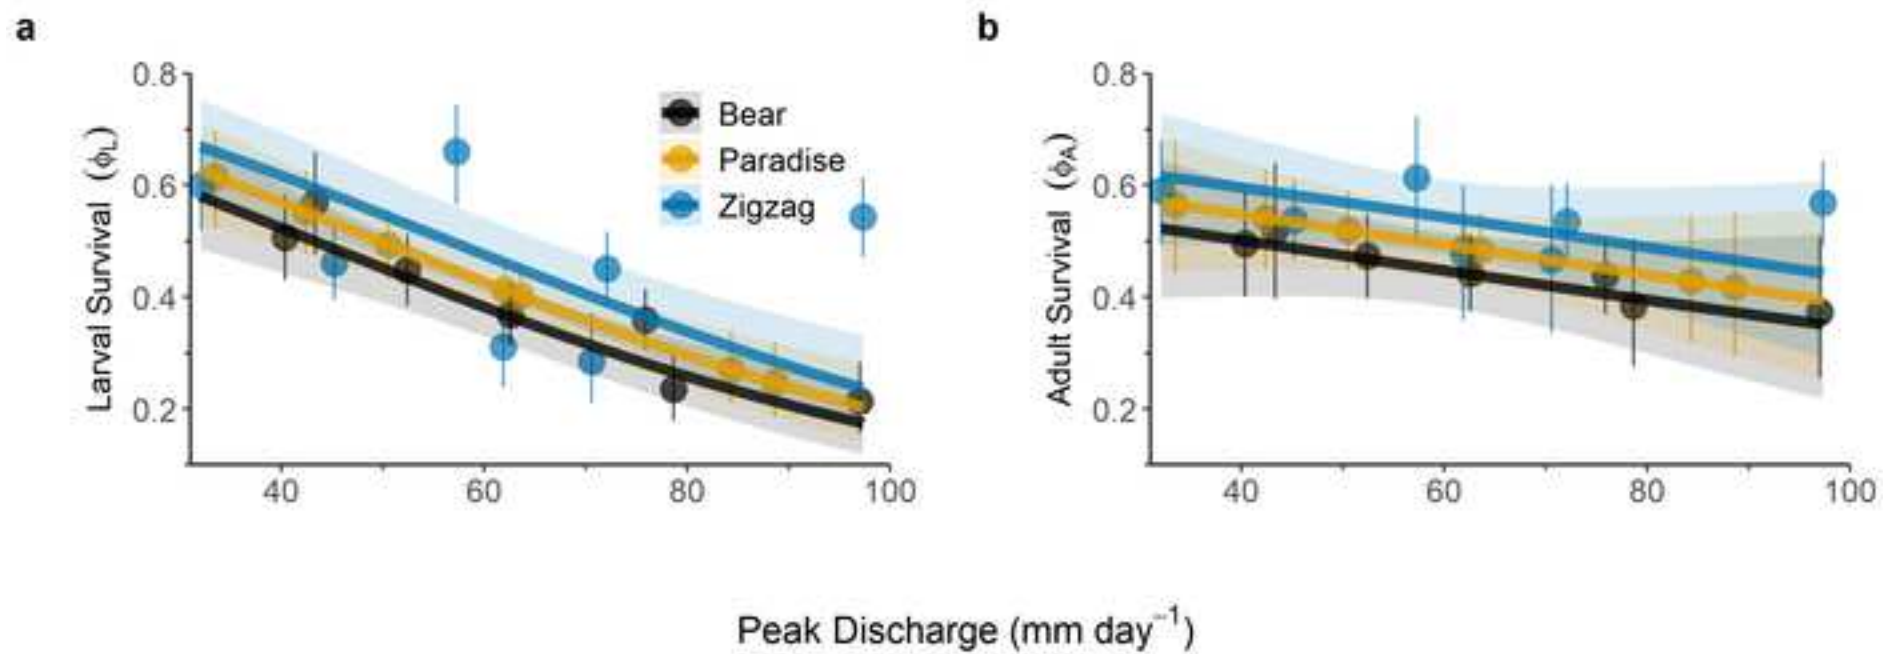 a
b
0.8
0.6
0.4
0.2
Larval Survival (ϕL)
Bear
Paradise
Zigzag
40 60 80 100
0.8
0.6
0.4
0.2
Adult Survival (ϕA)
40 60 80 100
Peak Discharge (mm day⁻¹)